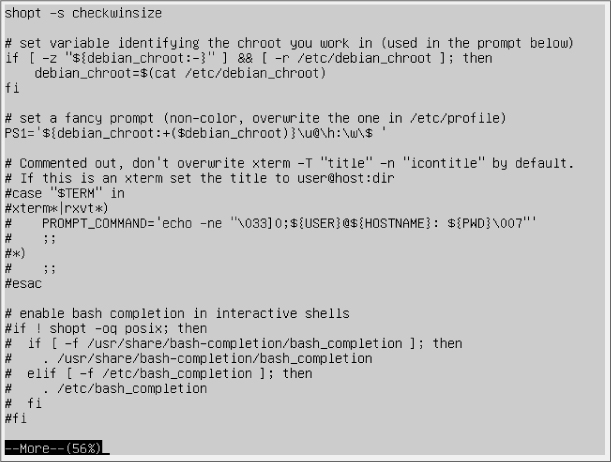 shopt -s checkwinsize

# set variable identifying the chroot you work in (used in the prompt below)
if [ -z "${debian_chroot:-}" ] && [ -r /etc/debian_chroot ]; then
    debian_chroot=$(cat /etc/debian_chroot)
fi

# set a fancy prompt (non-color, overwrite the one in /etc/profile)
PS1='${debian_chroot:+($debian_chroot)}\u@\h:\w\$ '

# Commented out, don't overwrite xterm -T "title" -n "icontitle" by default.
# If this is an xterm set the title to user@host:dir
#case "$TERM" in
#xterm*|rxvt*)
#    PROMPT_COMMAND='echo -ne "\033]0;${USER}@${HOSTNAME}: ${PWD}\007"'
#    ;;
#*)
#    ;;
#esac

# enable bash completion in interactive shells
#if ! shopt -oq posix; then
#  if [ -f /usr/share/bash-completion/bash_completion ]; then
#    . /usr/share/bash-completion/bash_completion
#  elif [ -f /etc/bash_completion ]; then
#    . /etc/bash_completion
#  fi
#fi

--More--(56%)